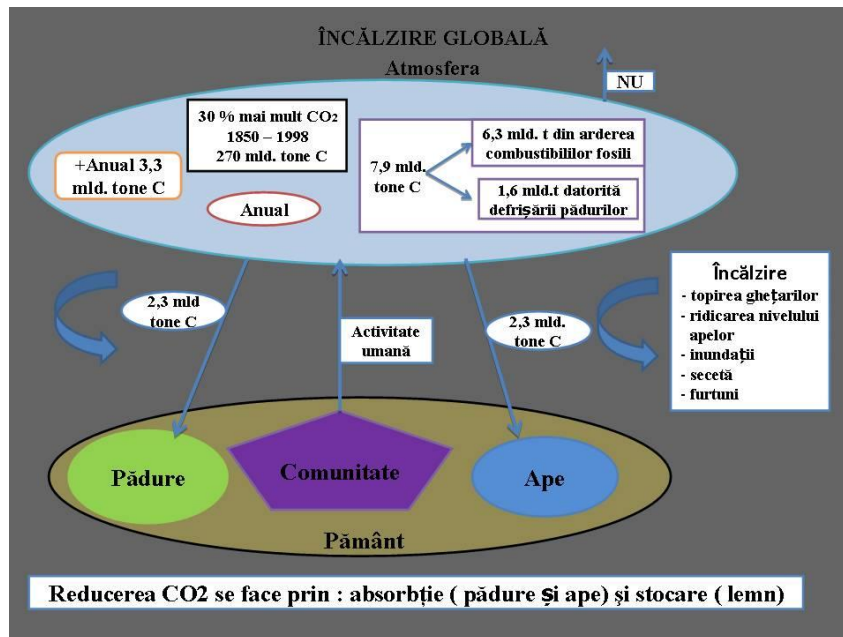 ÎNCĂLZIRE GLOBALĂ
Atmosfera
NU
30 % mai mult CO₂
1850 – 1998
270 mld. tone C
+Anual 3,3
mld. tone C
Anual
7,9 mld.
tone C
6,3 mld. t din arderea
combustibililor fosili
1,6 mld.t datorită
defrișării pădurilor
2,3 mld
tone C
Activitate
umană
2,3 mld.
tone C
Încălzire
- topirea ghețarilor
- ridicarea nivelului
apelor
- inundații
- secetă
- furtuni
Pădure
Comunitate
Ape
Pământ
Reducerea CO2 se face prin : absorbție ( pădure și ape) şi stocare ( lemn)